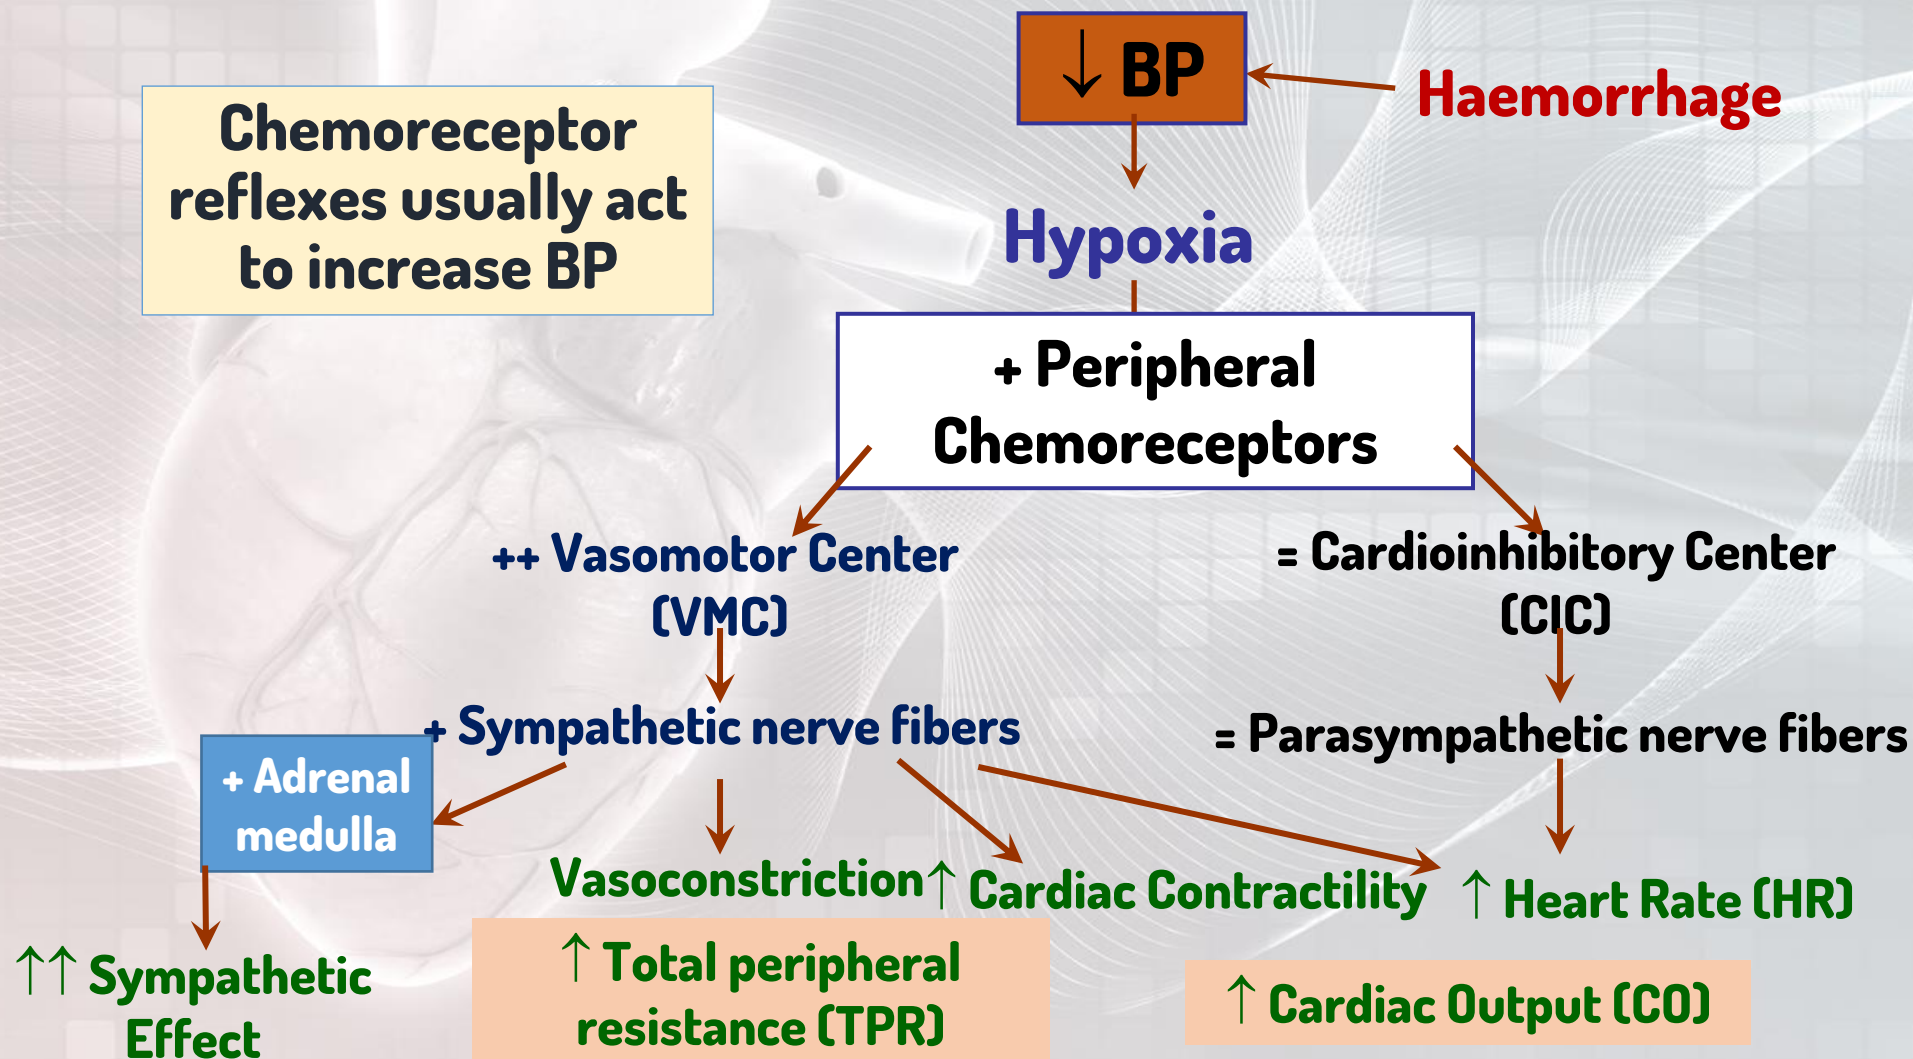 ↓ BP
Haemorrhage
Chemoreceptor
reflexes usually act
to increase BP
Hypoxia
+ Peripheral
Chemoreceptors
++ Vasomotor Center
(VMC)
= Cardioinhibitory Center
(CIC)
+ Sympathetic nerve fibers
= Parasympathetic nerve fibers
+ Adrenal
medulla
Vasoconstriction
↑ Cardiac Contractility
↑ Heart Rate (HR)
↑↑ Sympathetic
Effect
↑ Total peripheral
resistance (TPR)
↑ Cardiac Output (CO)